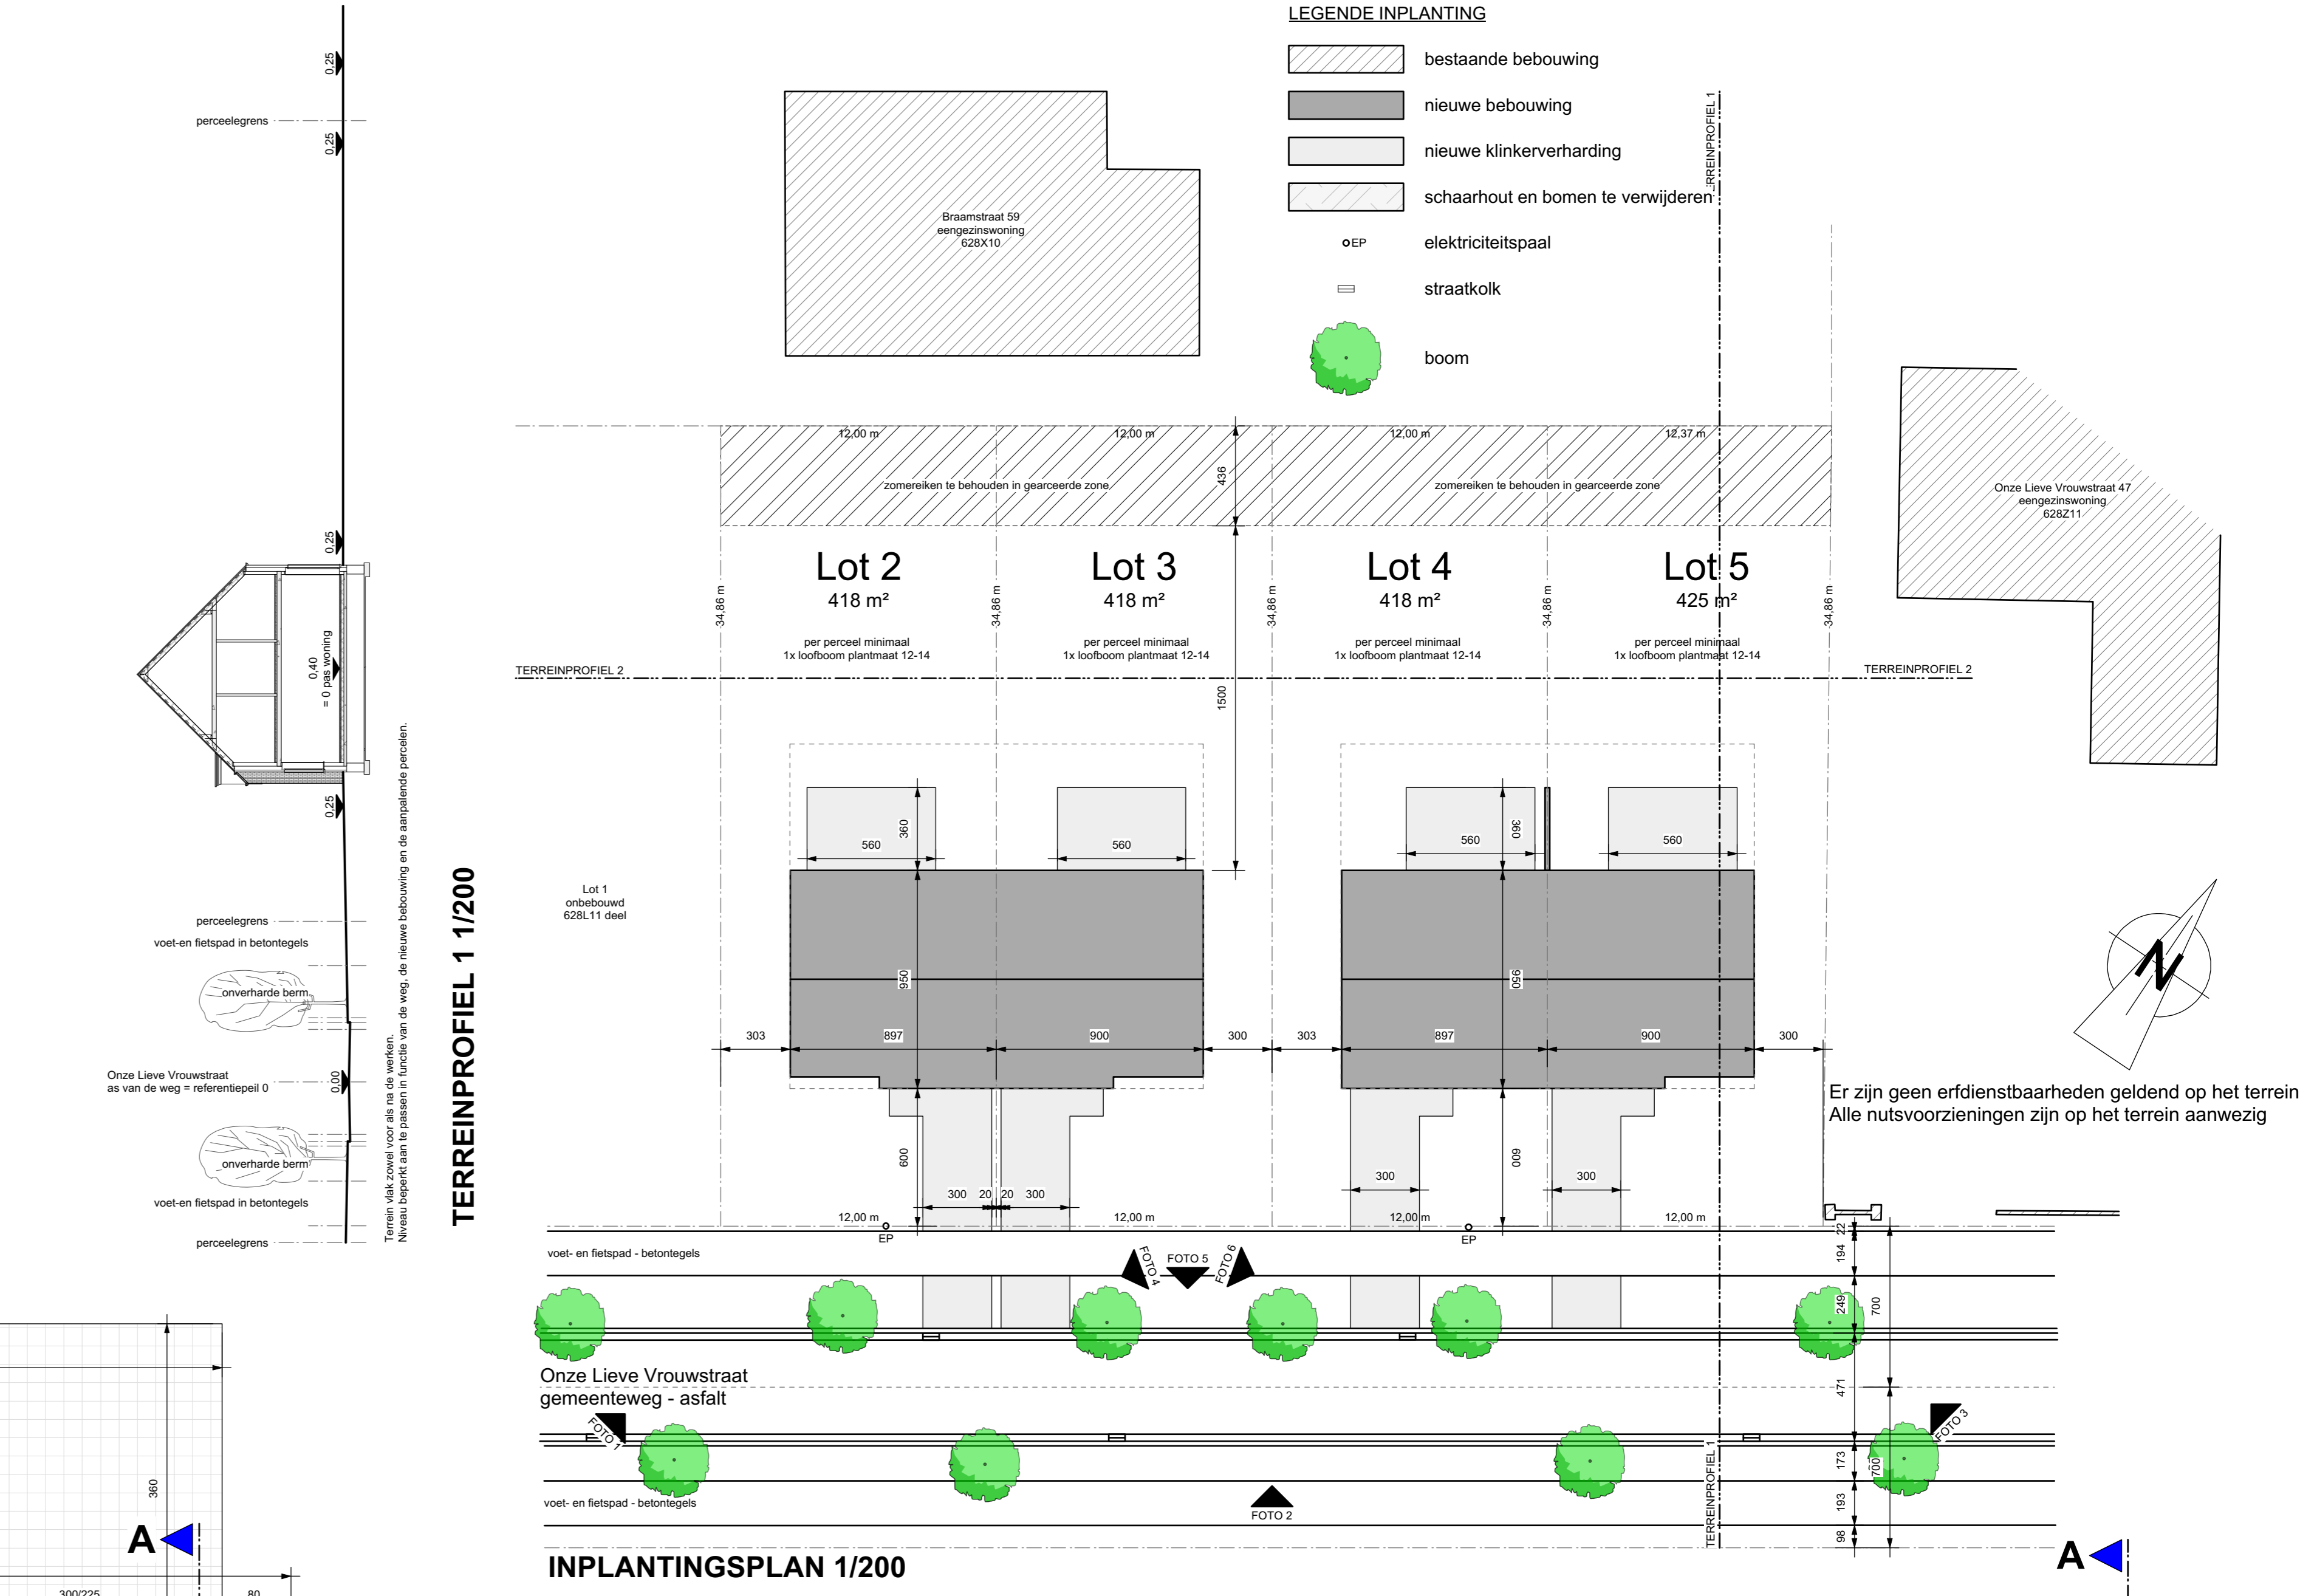 LEGENDE INPLANTING
bestaande bebouwing
nieuwe bebouwing
nieuwe klinkerverharding
schaarhout en bomen te verwijderen
EP
elektriciteitspaal
straatkolk
boom
0,25
perceelegrens
0,25
0,25
0,40
= 0 pas woning
0,25
perceelegrens
voet-en fietspad in betontegels
onverharde berm
Onze Lieve Vrouwstraat
as van de weg = referentiepeil 0
0,00
onverharde berm
voet-en fietspad in betontegels
perceelegrens
Terrein vlak zowel voor als na de werken.
Niveau beperkt aan te passen in functie van de weg, de nieuwe bebouwing en de aanpalende percelen.
TERREINPROFIEL 1 1/200
Braamstraat 59
eengezinswoning
628X10
Onze Lieve Vrouwstraat 47
eengezinswoning
628Z11
12,00 m
12,00 m
12,00 m
12,37 m
436
zomereiken te behouden in gearceerde zone
zomereiken te behouden in gearceerde zone
Lot 2
418 m²
Lot 3
418 m²
Lot 4
418 m²
Lot 5
425 m²
34,86 m
34,86 m
34,86 m
34,86 m
34,86 m
per perceel minimaal
1x loofboom plantmaat 12-14
per perceel minimaal
1x loofboom plantmaat 12-14
per perceel minimaal
1x loofboom plantmaat 12-14
per perceel minimaal
1x loofboom plantmaat 12-14
TERREINPROFIEL 2
TERREINPROFIEL 2
1500
360
560
560
560
360
560
Lot 1
onbebouwd
628L11 deel
950
950
303
897
900
300
303
897
900
300
N
Er zijn geen erfdienstbaarheden geldend op het terrein
Alle nutsvoorzieningen zijn op het terrein aanwezig
600
600
300
20
20
300
300
300
12,00 m
12,00 m
12,00 m
12,00 m
EP
EP
voet- en fietspad - betontegels
FOTO 4
FOTO 5
FOTO 6
22
194
249
700
471
Onze Lieve Vrouwstraat
gemeenteweg - asfalt
FOTO 1
FOTO 3
173
700
193
98
voet- en fietspad - betontegels
FOTO 2
TERREINPROFIEL 1
ERREINPROFIEL 1
INPLANTINGSPLAN 1/200
360
A
A
300/225
80